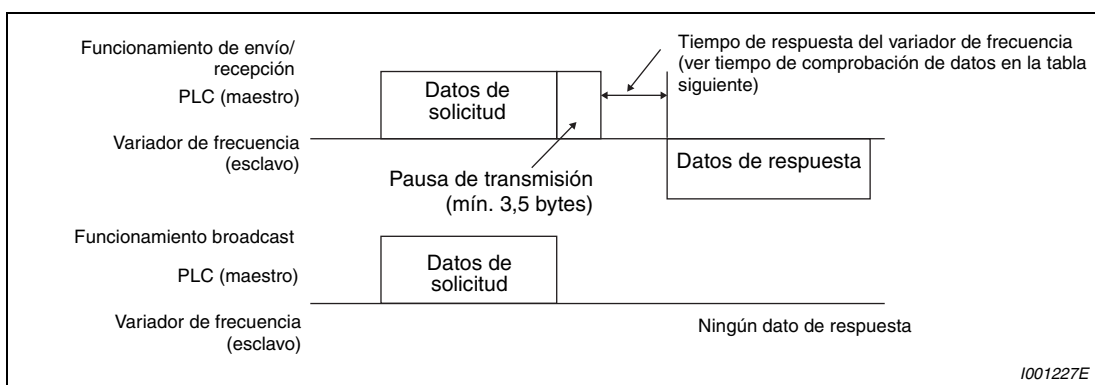 Funcionamiento de envío/
recepción
PLC (maestro)
Variador de frecuencia
(esclavo)
Datos de
solicitud
Tiempo de respuesta del variador de frecuencia
(ver tiempo de comprobación de datos en la tabla
siguiente)
Datos de respuesta
Pausa de transmisión
(mín. 3,5 bytes)
Funcionamiento broadcast
PLC (maestro)
Variador de frecuencia
(esclavo)
Datos de
solicitud
Ningún dato de respuesta
I001227E